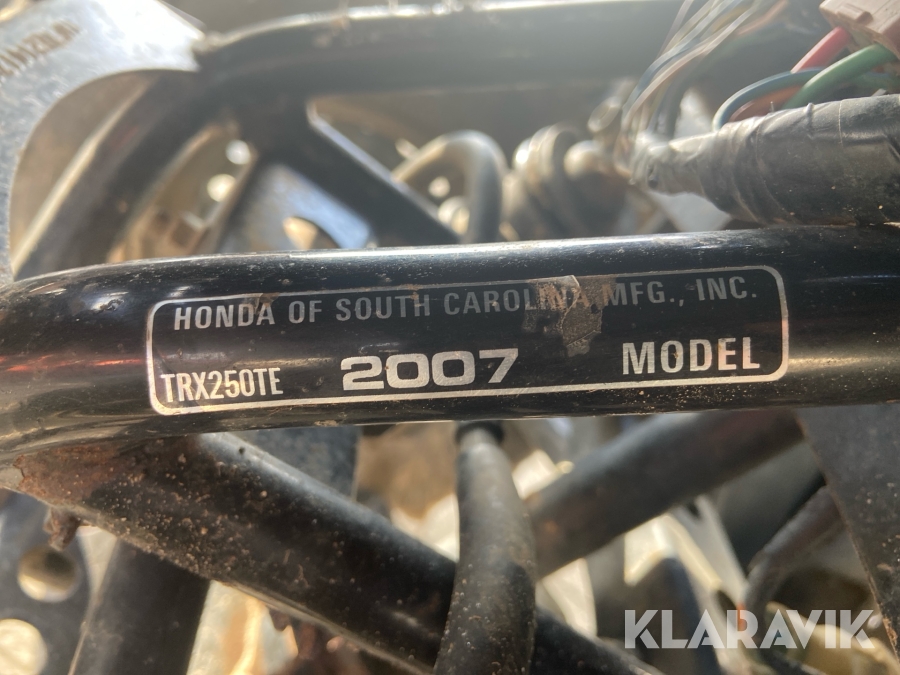 HONDA OF SOUTH CAROLINA MFG., INC.
TRX250TE 2007 MODEL
KLARAVIK